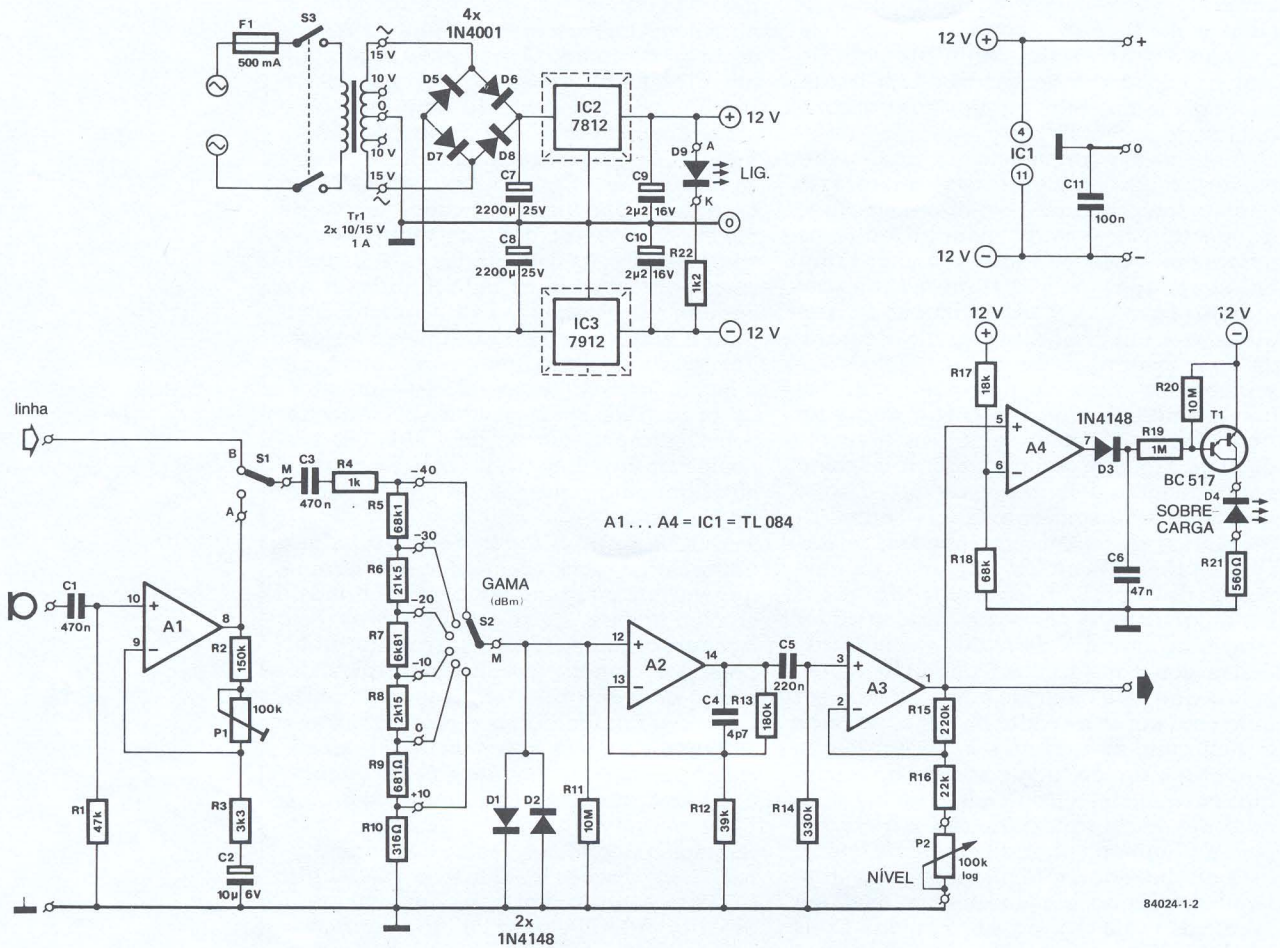 F1
500 mA
S3
15 V
10 V
0
10 V
15 V
Tr1
2x 10/15 V
1 A
4x
1N4001
D5
D6
D7
D8
C7
2200µ 25V
C8
2200µ 25V
IC2
7812
IC3
7912
C9
2µ2 16V
C10
2µ2 16V
D9
A
K
LIG.
R22
1k2
+ 12 V
0
− 12 V
12 V +
+
4
IC1
11
0
C11
100n
12 V −
−
linha
B
S1
M
A
C3
470n
R4
1k
−40
R5
68k1
−30
R6
21k5
−20
R7
6k81
−10
R8
2k15
0
R9
681Ω
+10
R10
316Ω
GAMA
(dBm)
S2
M
C1
470n
R1
47k
10
+
A1
8
9
−
R2
150k
100k
P1
R3
3k3
C2
10µ 6V
A1 . . . A4 = IC1 = TL 084
D1
D2
2x
1N4148
R11
10M
12
+
A2
14
13
−
C4
4p7
R13
180k
R12
39k
C5
220n
R14
330k
3
+
A3
1
2
−
R15
220k
R16
22k
P2
100k
log
NÍVEL
12 V
+
R17
18k
R18
68k
5
+
A4
7
6
−
1N4148
D3
R19
1M
C6
47n
12 V
−
R20
10M
T1
BC 517
D4
SOBRE-
CARGA
R21
560Ω
84024-1-2